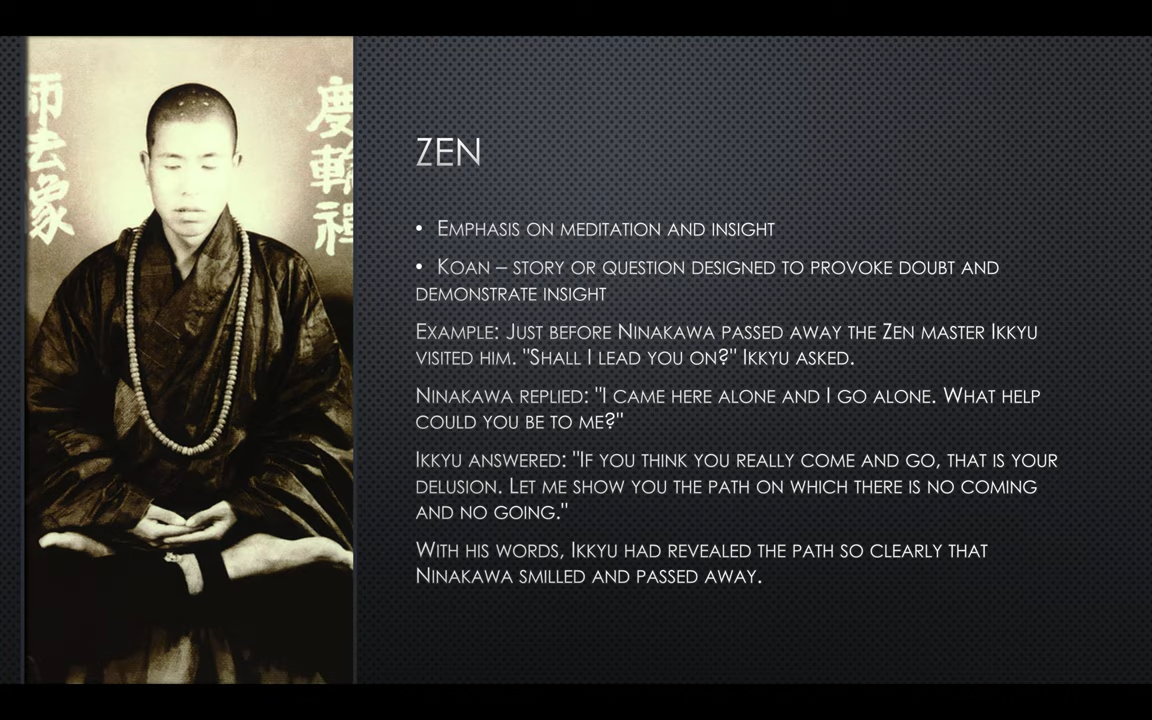 師去象
慶
ZEN
• EMPHASIS ON MEDITATION AND INSIGHT
• KOAN – STORY OR QUESTION DESIGNED TO PROVOKE DOUBT AND
DEMONSTRATE INSIGHT
EXAMPLE: JUST BEFORE NINAKAWA PASSED AWAY THE ZEN MASTER IKKYU
VISITED HIM. "SHALL I LEAD YOU ON?" IKKYU ASKED.
NINAKAWA REPLIED: "I CAME HERE ALONE AND I GO ALONE. WHAT HELP
COULD YOU BE TO ME?"
IKKYU ANSWERED: "IF YOU THINK YOU REALLY COME AND GO, THAT IS YOUR
DELUSION. LET ME SHOW YOU THE PATH ON WHICH THERE IS NO COMING
AND NO GOING."
WITH HIS WORDS, IKKYU HAD REVEALED THE PATH SO CLEARLY THAT
NINAKAWA SMILLED AND PASSED AWAY.